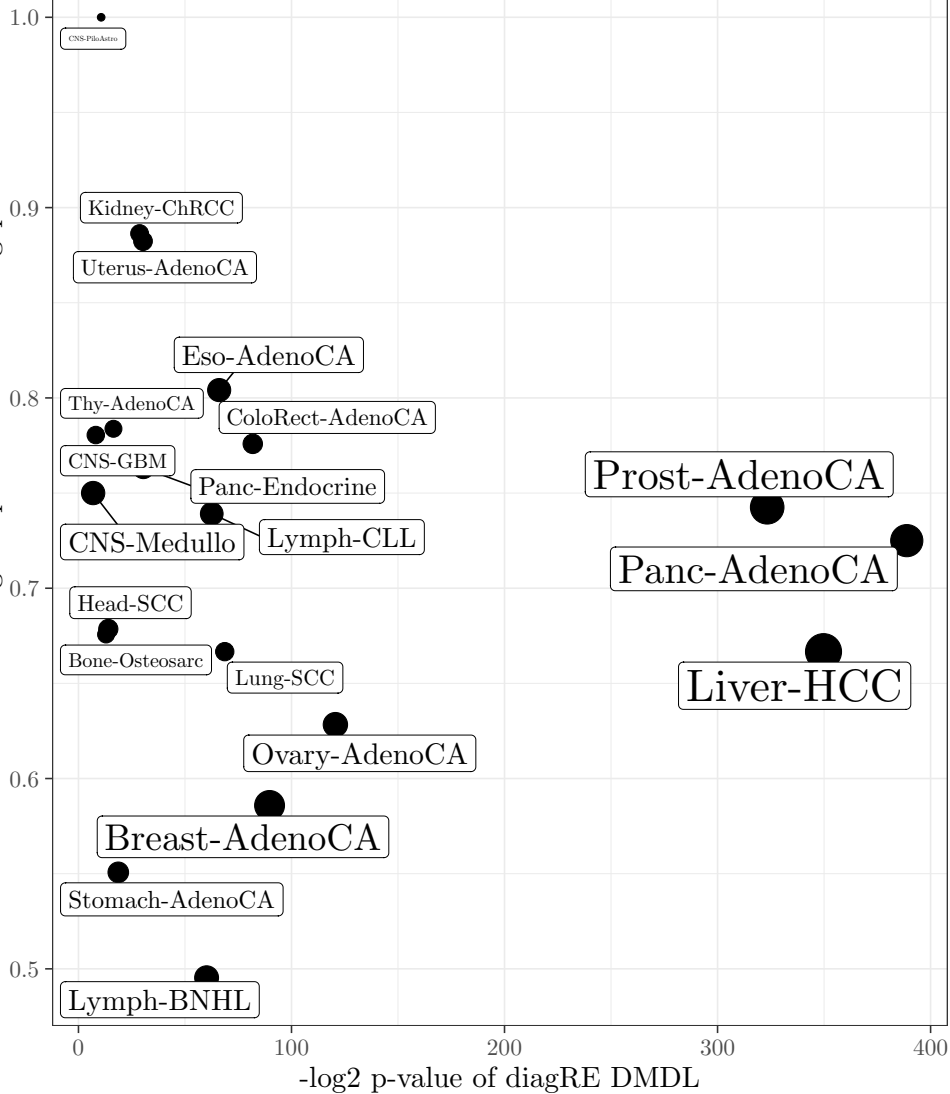 1.0
CNS-PiloAstro
0.9
Kidney-ChRCC
Uterus-AdenoCA
Eso-AdenoCA
0.8
Thy-AdenoCA
ColoRect-AdenoCA
CNS-GBM
Panc-Endocrine
Prost-AdenoCA
CNS-Medullo
Lymph-CLL
Panc-AdenoCA
0.7
Head-SCC
Bone-Osteosarc
Lung-SCC
Liver-HCC
Ovary-AdenoCA
0.6
Breast-AdenoCA
Stomach-AdenoCA
0.5
Lymph-BNHL
0 100 200 300 400
-log2 p-value of diagRE DMDL